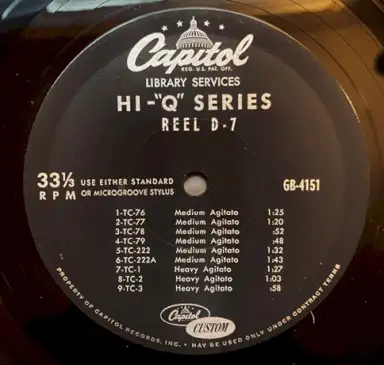 Capitol
REG. U.S. PAT. OFF.
LIBRARY SERVICES
HI-"Q" SERIES
REEL D-7
33⅓ USE EITHER STANDARD
RPM OR MICROGROOVE STYLUS
GB-4151
1-TC-76 Medium Agitato 1:25
2-TC-77 Medium Agitato 1:20
3-TC-78 Medium Agitato :52
4-TC-79 Medium Agitato :48
5-TC-222 Medium Agitato 1:32
6-TC-222A Medium Agitato 1:43
7-TC-1 Heavy Agitato 1:27
8-TC-2 Heavy Agitato 1:03
9-TC-3 Heavy Agitato :58
Capitol
CUSTOM
PROPERTY OF CAPITOL RECORDS, INC. • MAY BE USED ONLY UNDER CONTRACT TERMS